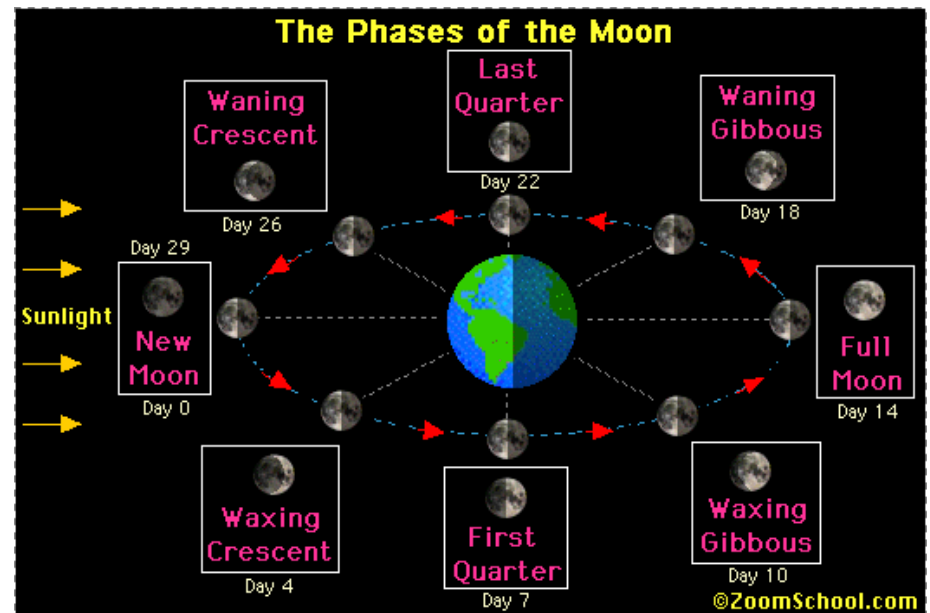 The Phases of the Moon
Waning
Crescent
Day 26
Last
Quarter
Day 22
Waning
Gibbous
Day 18
Day 29
New
Moon
Day 0
Sunlight
Full
Moon
Day 14
Waxing
Crescent
Day 4
First
Quarter
Day 7
Waxing
Gibbous
Day 10
©ZoomSchool.com